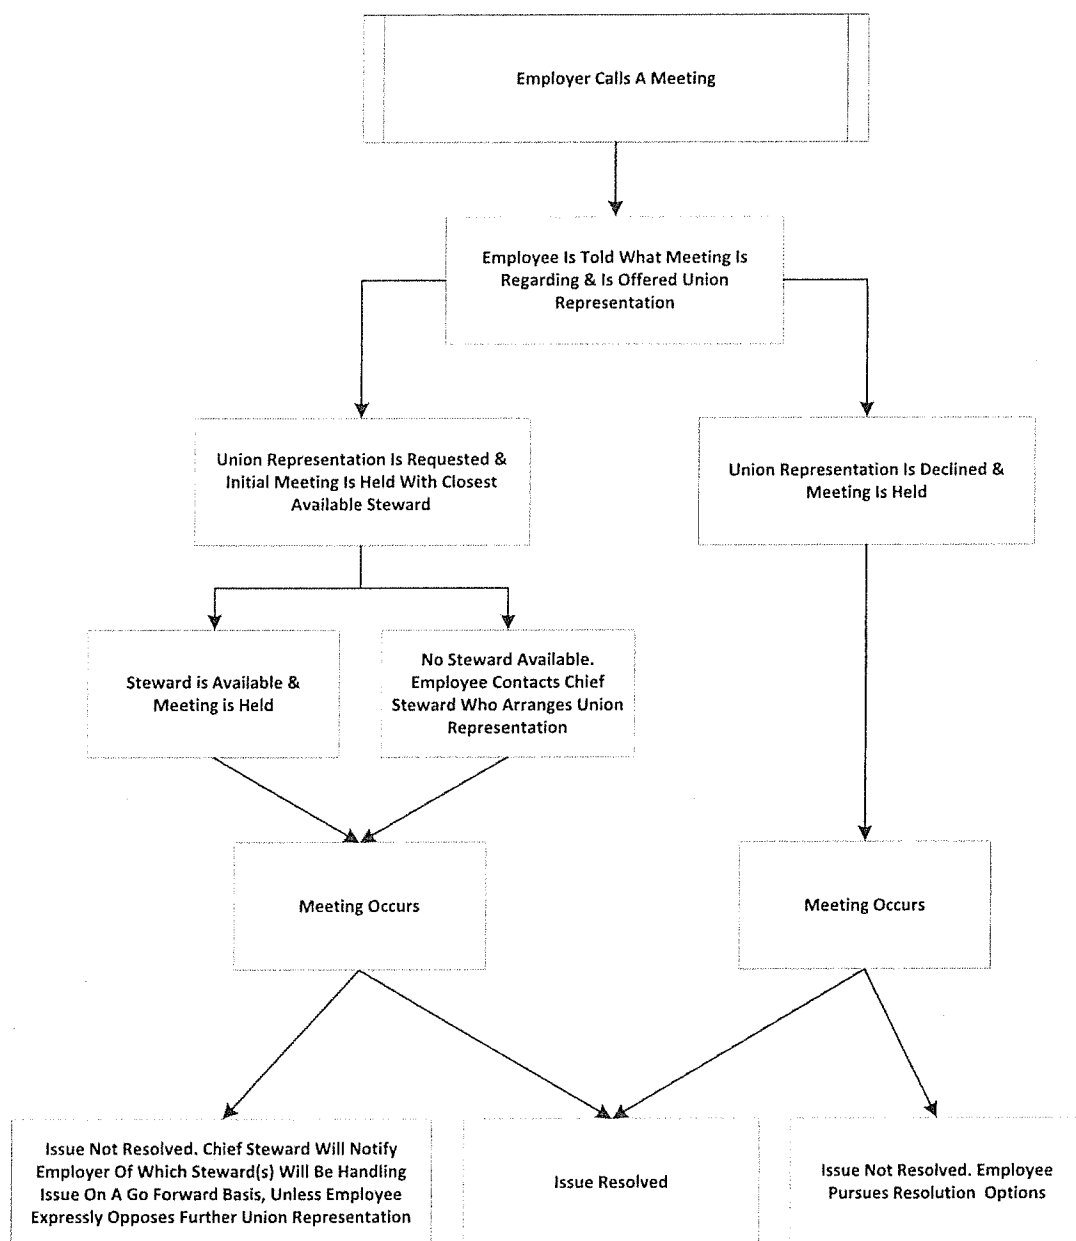 Employer Calls A Meeting
Employee Is Told What Meeting Is
Regarding & Is Offered Union
Representation
Union Representation Is Requested &
Initial Meeting Is Held With Closest
Available Steward
Union Representation Is Declined &
Meeting Is Held
Steward is Available &
Meeting is Held
No Steward Available.
Employee Contacts Chief
Steward Who Arranges Union
Representation
Meeting Occurs
Meeting Occurs
Issue Not Resolved. Chief Steward Will Notify
Employer Of Which Steward(s) Will Be Handling
Issue On A Go Forward Basis, Unless Employee
Expressly Opposes Further Union Representation
Issue Resolved
Issue Not Resolved. Employee
Pursues Resolution Options